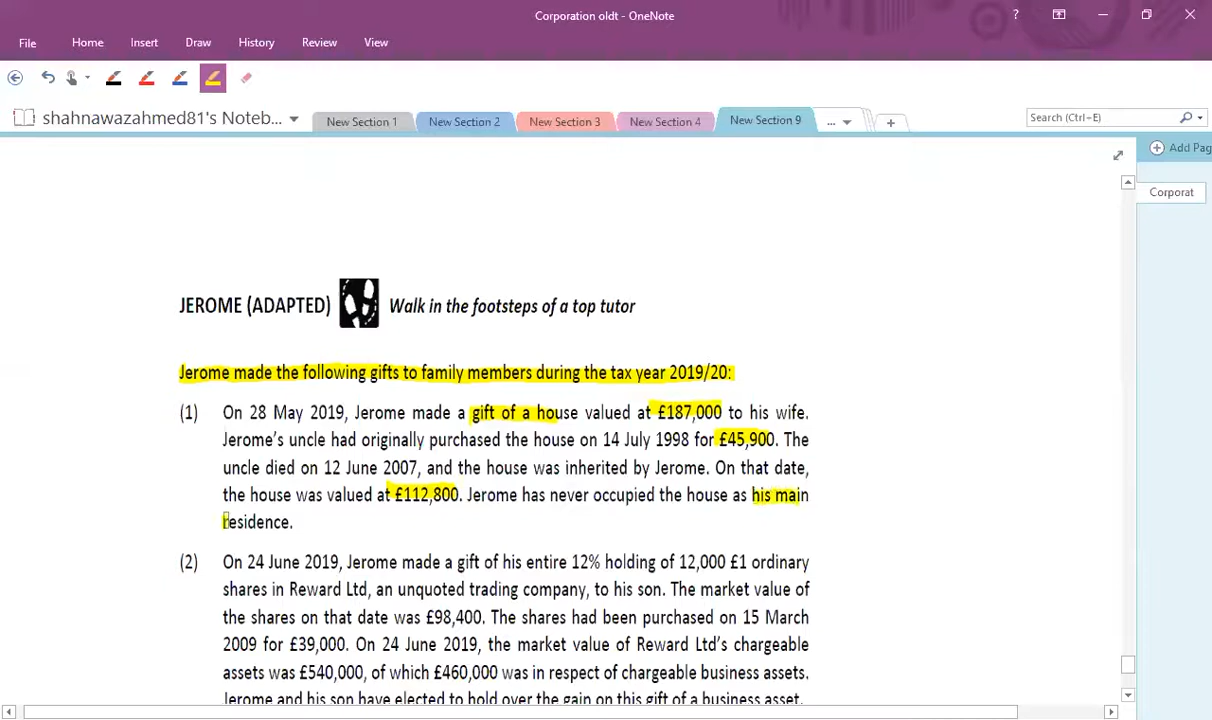 Corporation oldt - OneNote
?
File Home Insert Draw History Review View
shahnawazahmed81's Noteb... New Section 1 New Section 2 New Section 3 New Section 4 New Section 9 ... + Search (Ctrl+E)
Add Pag
Corporat
JEROME (ADAPTED) Walk in the footsteps of a top tutor
Jerome made the following gifts to family members during the tax year 2019/20:
(1) On 28 May 2019, Jerome made a gift of a house valued at £187,000 to his wife.
Jerome's uncle had originally purchased the house on 14 July 1998 for £45,900. The
uncle died on 12 June 2007, and the house was inherited by Jerome. On that date,
the house was valued at £112,800. Jerome has never occupied the house as his main
residence.
(2) On 24 June 2019, Jerome made a gift of his entire 12% holding of 12,000 £1 ordinary
shares in Reward Ltd, an unquoted trading company, to his son. The market value of
the shares on that date was £98,400. The shares had been purchased on 15 March
2009 for £39,000. On 24 June 2019, the market value of Reward Ltd's chargeable
assets was £540,000, of which £460,000 was in respect of chargeable business assets.
Jerome and his son have elected to hold over the gain on this gift of a business asset.